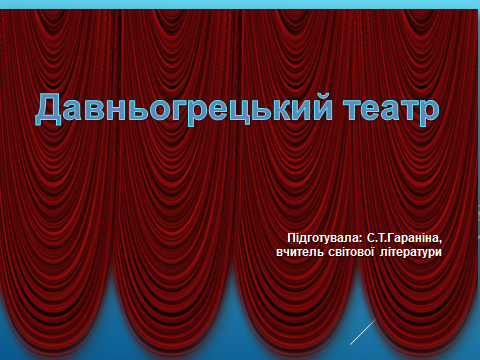 Давньогрецький театр
Підготувала: С.Т.Гараніна,
вчитель світової літератури